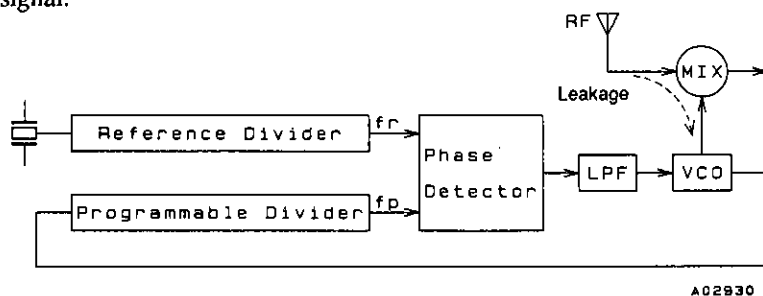 signal.
RF
MIX
Leakage
Reference Divider
fr
Phase
Detector
LPF
VCO
Programmable Divider
fp
A02930